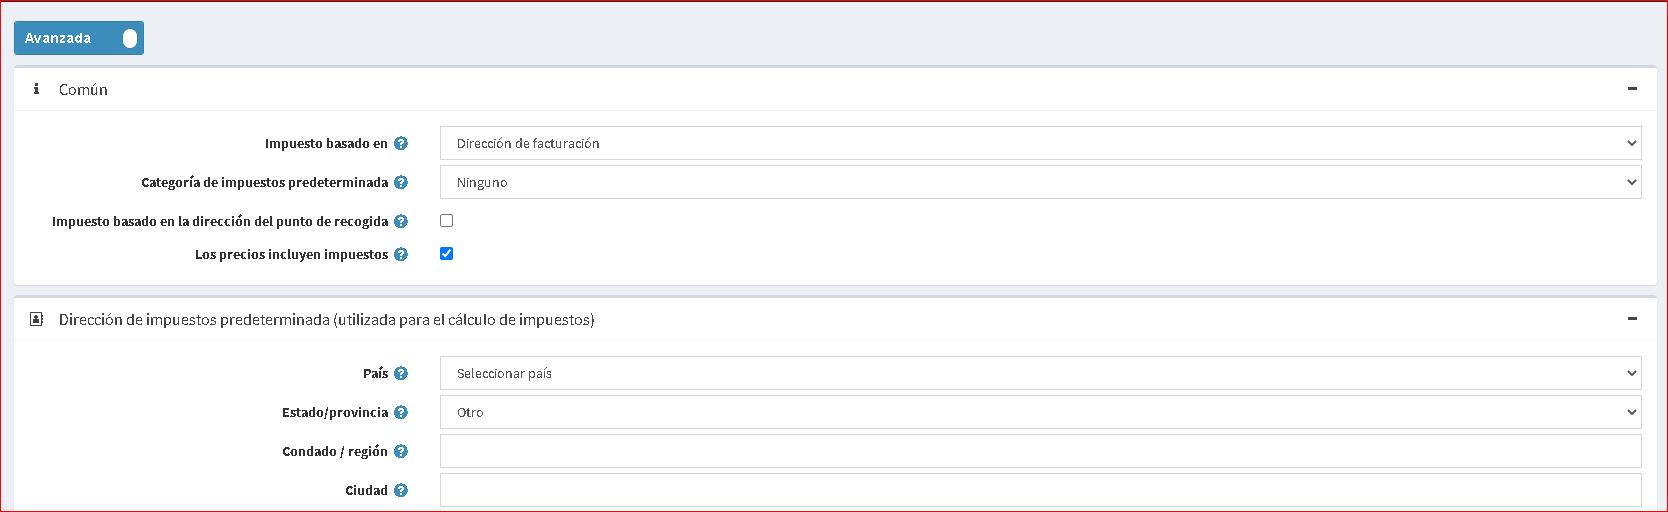 Avanzada
Común
Impuesto basado en Dirección de facturación
Categoría de impuestos predeterminada Ninguno
Impuesto basado en la dirección del punto de recogida
Los precios incluyen impuestos
Dirección de impuestos predeterminada (utilizada para el cálculo de impuestos)
País Seleccionar país
Estado/provincia Otro
Condado / región
Ciudad